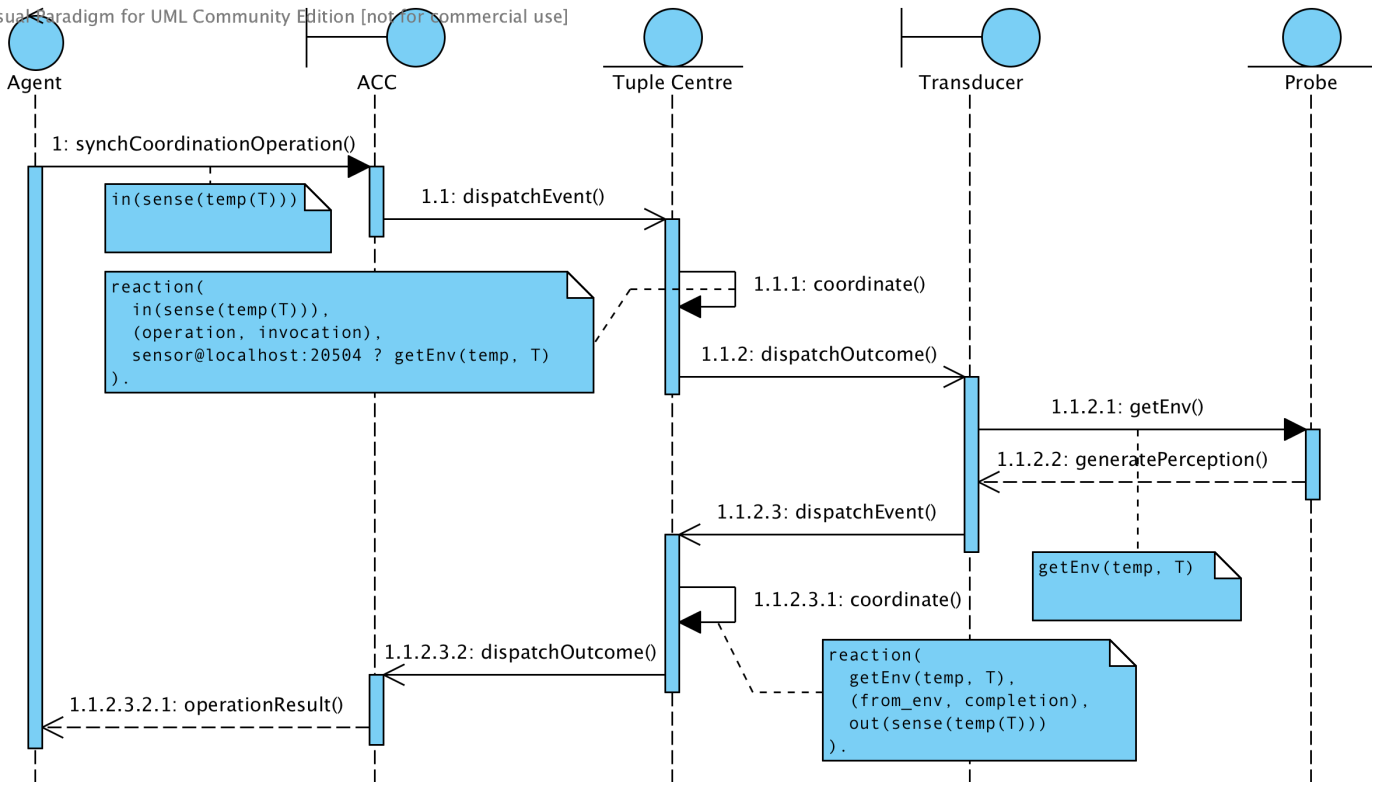 sual Paradigm for UML Community Edition [not for commercial use]
Agent
ACC
Tuple Centre
Transducer
Probe
1: synchCoordinationOperation()
in(sense(temp(T)))
1.1: dispatchEvent()
1.1.1: coordinate()
reaction(
in(sense(temp(T))),
(operation, invocation),
sensor@localhost:20504 ? getEnv(temp, T)
).
1.1.2: dispatchOutcome()
1.1.2.1: getEnv()
1.1.2.2: generatePerception()
1.1.2.3: dispatchEvent()
getEnv(temp, T)
1.1.2.3.1: coordinate()
1.1.2.3.2: dispatchOutcome()
reaction(
getEnv(temp, T),
(from_env, completion),
out(sense(temp(T)))
).
1.1.2.3.2.1: operationResult()